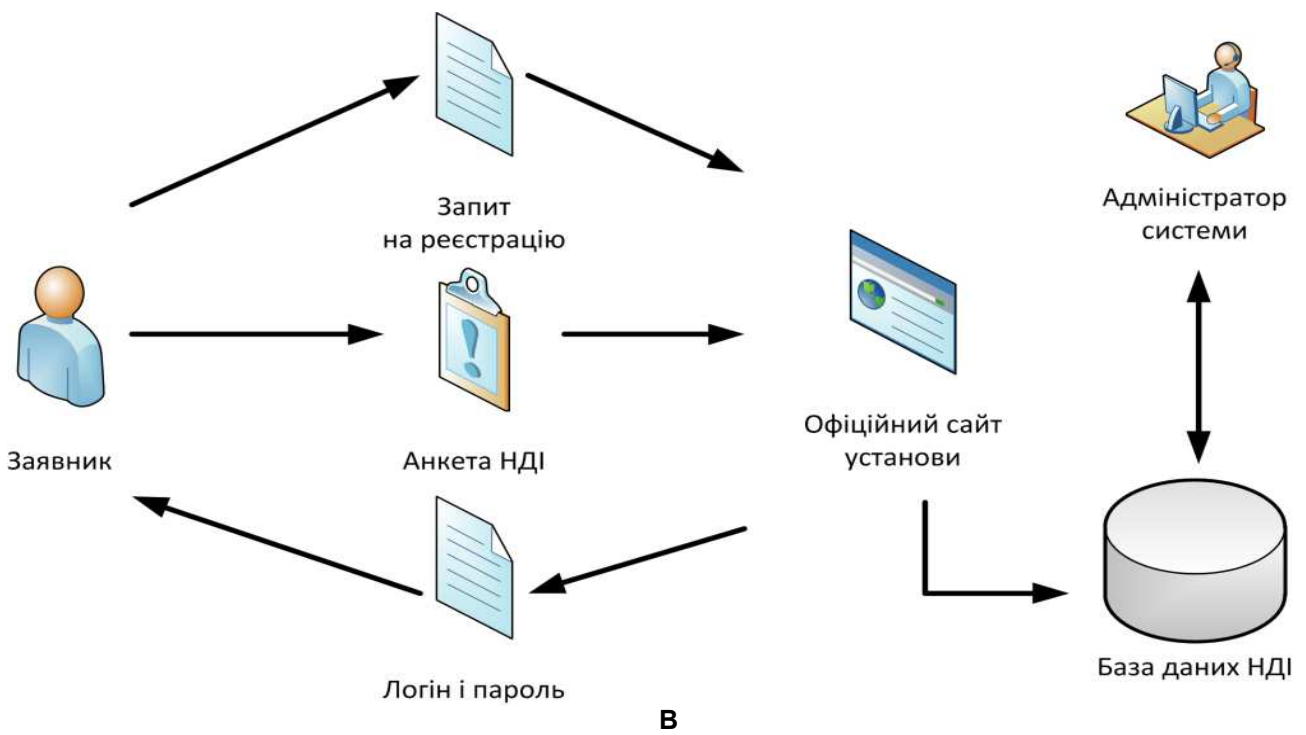 Запит
на реєстрацію
Адміністратор
системи
Заявник
Анкета НДІ
Офіційний сайт
установи
Логін і пароль
База даних НДІ
В